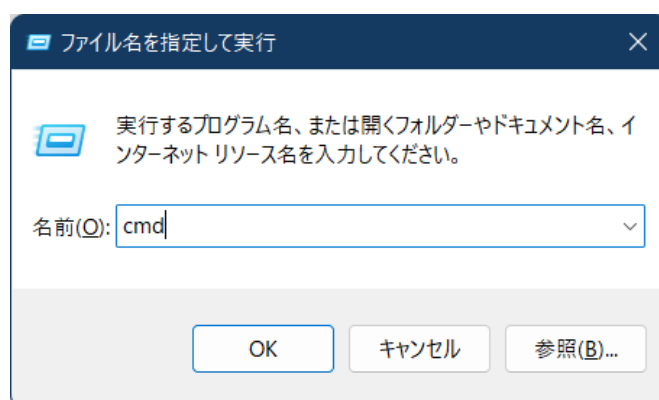 ファイル名を指定して実行
実行するプログラム名、または開くフォルダーやドキュメント名、イ
ンターネット リソース名を入力してください。
名前(O): cmd
OK キャンセル 参照(B)...